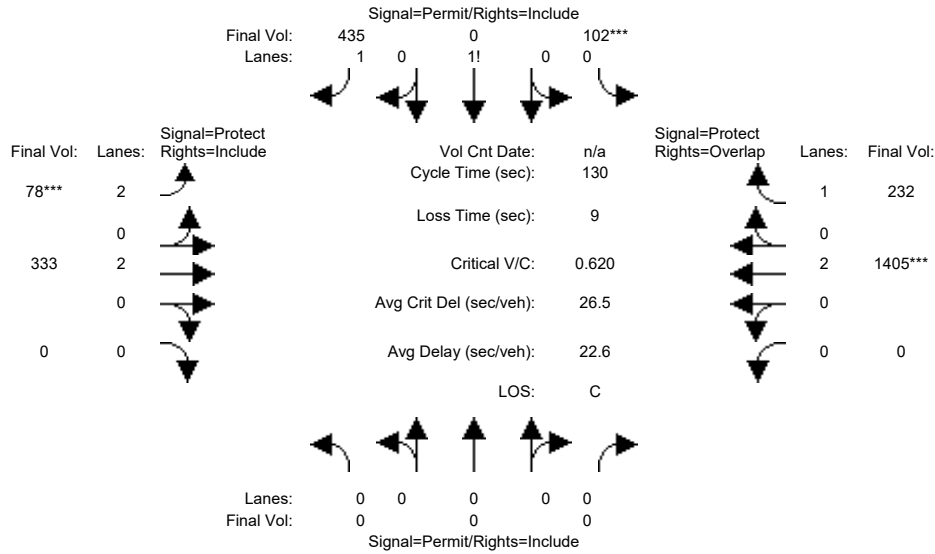 Signal=Permit/Rights=Include
Final Vol: 435 0 102***
Lanes: 1 0 1! 0 0
Signal=Protect Signal=Protect
Final Vol: Lanes: Rights=Include Vol Cnt Date: n/a Rights=Overlap Lanes: Final Vol:
Cycle Time (sec): 130
78*** 2 1 232
Loss Time (sec): 9
0 0
333 2 Critical V/C: 0.620 2 1405***
0 Avg Crit Del (sec/veh): 26.5 0
0 0 Avg Delay (sec/veh): 22.6 0 0
LOS: C
Lanes: 0 0 0 0 0
Final Vol: 0 0 0
Signal=Permit/Rights=Include